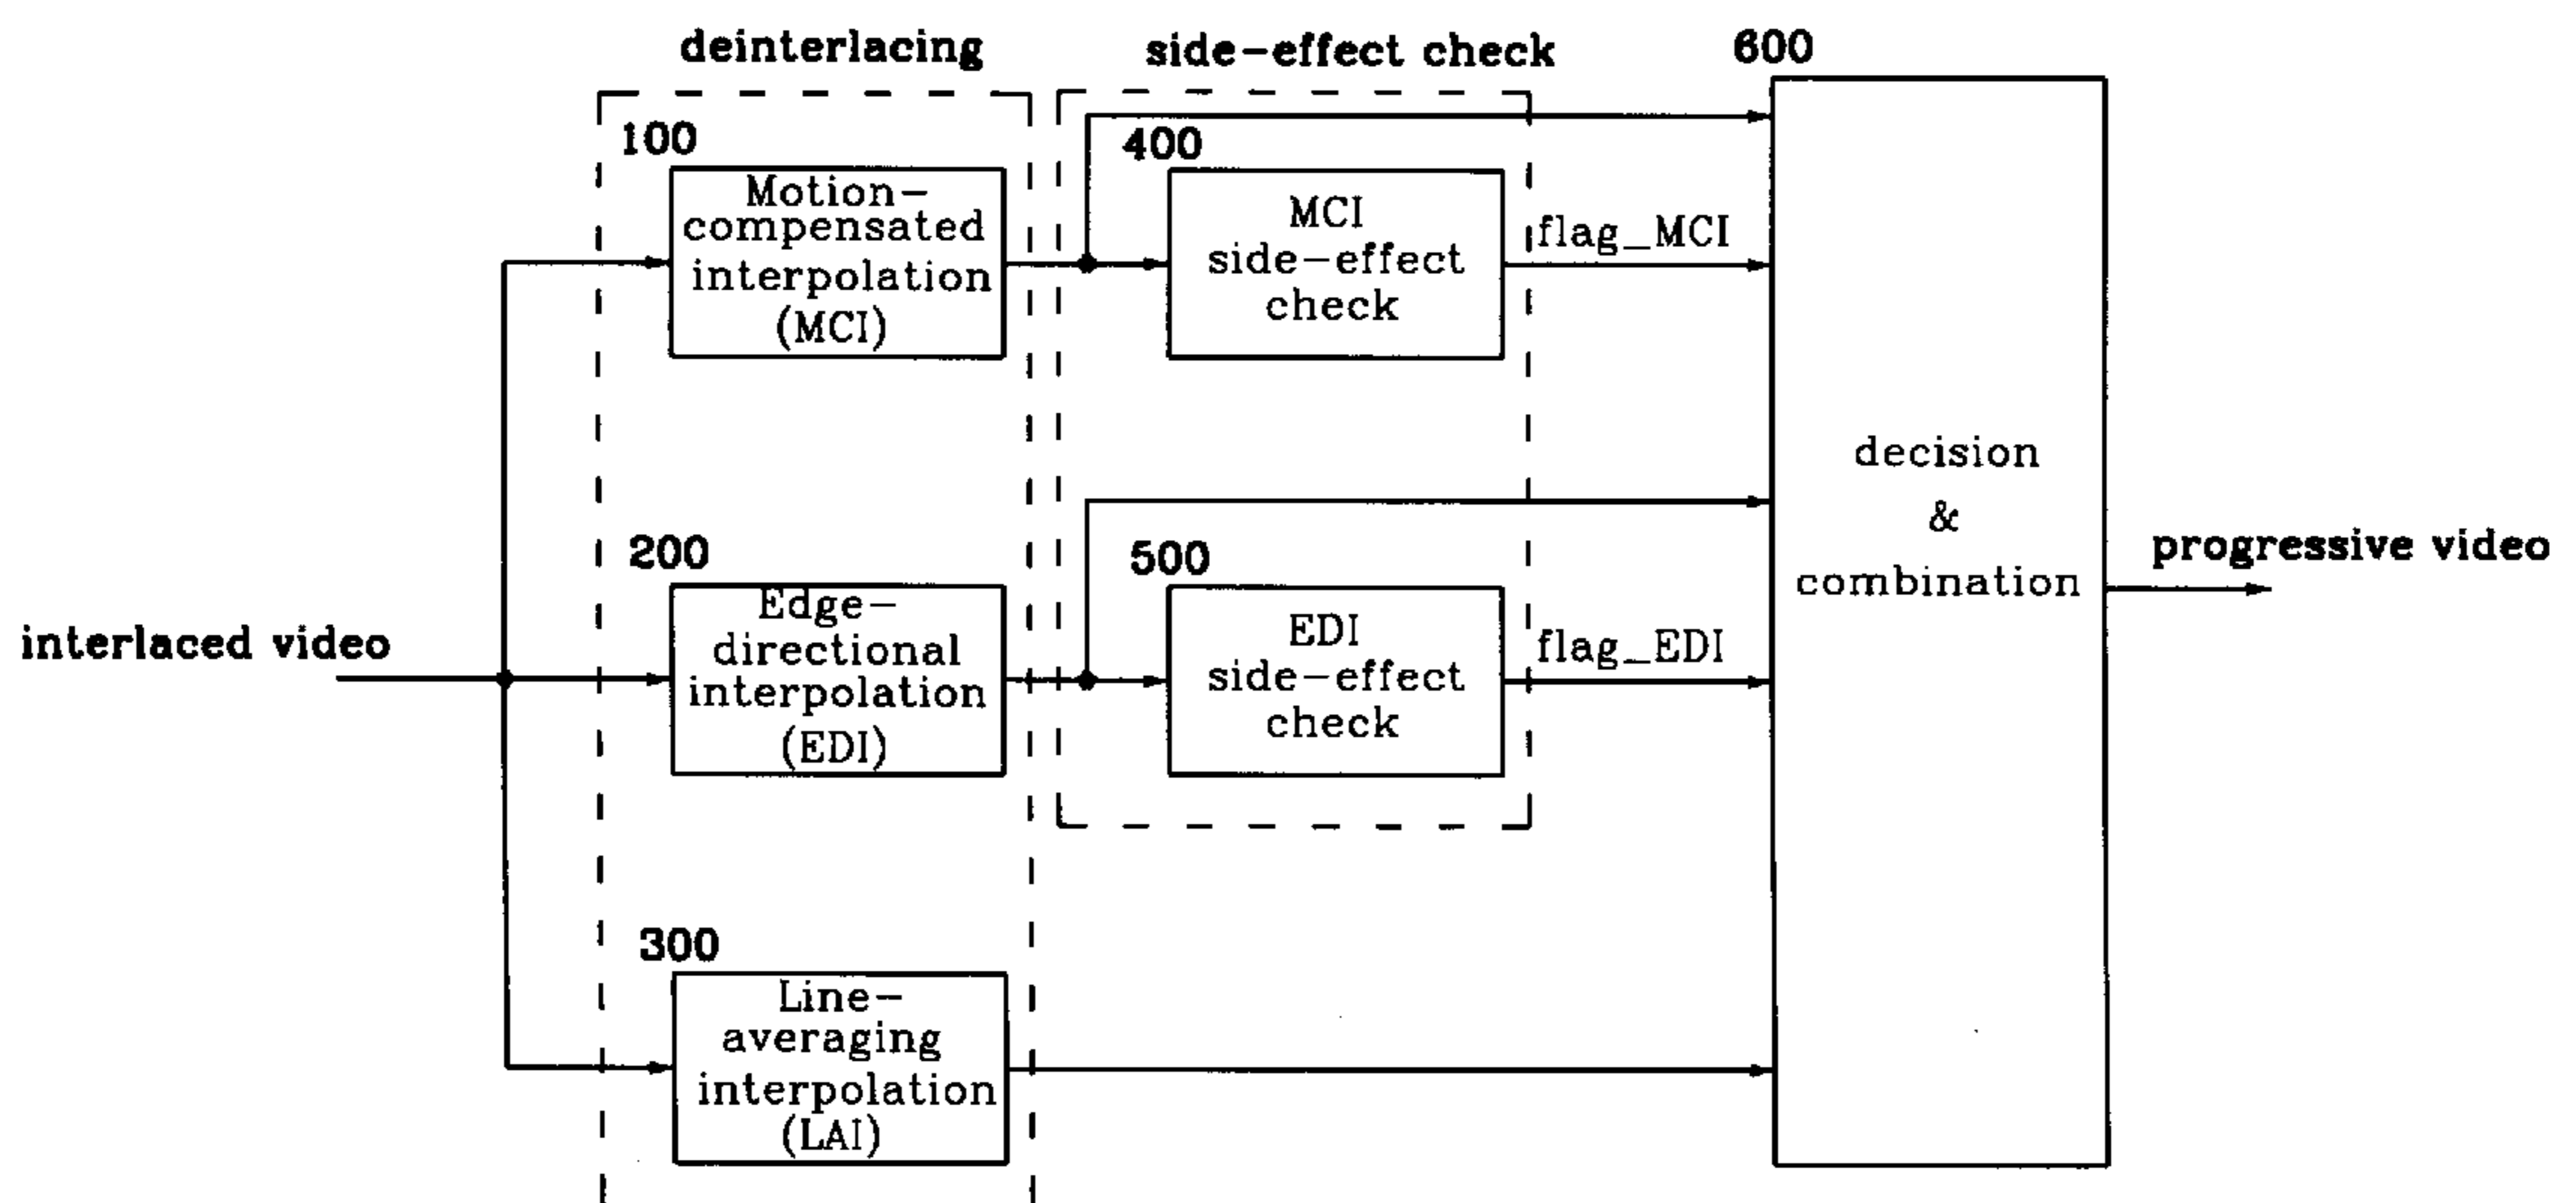 deinterlacing
side-effect check
600
100
Motion-
compensated
interpolation
(MCI)
400
MCI
side-effect
check
flag_MCI
200
Edge-
directional
interpolation
(EDI)
500
EDI
side-effect
check
flag_EDI
interlaced video
300
Line-
averaging
interpolation
(LAI)
decision
&
combination
progressive video